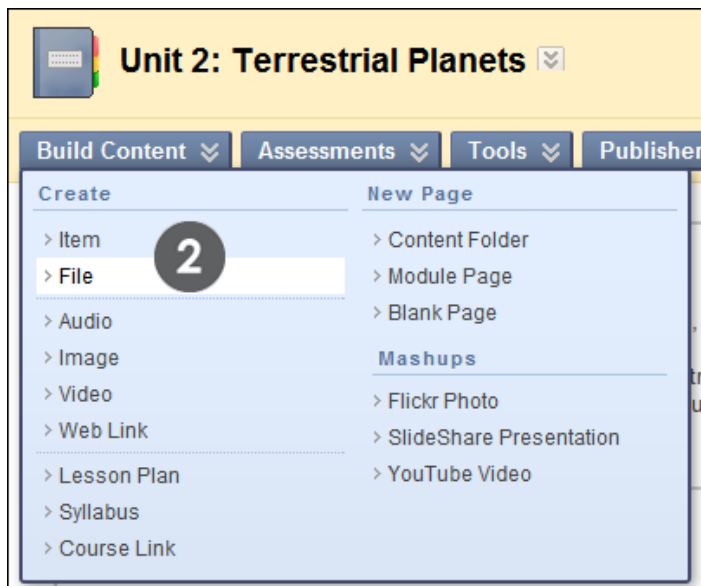 Unit 2: Terrestrial Planets
Build Content
Assessments
Tools
Publisher
Create
Item
2
File
Audio
Image
Video
Web Link
Lesson Plan
Syllabus
Course Link
New Page
Content Folder
Module Page
Blank Page
Mashups
Flickr Photo
SlideShare Presentation
YouTube Video